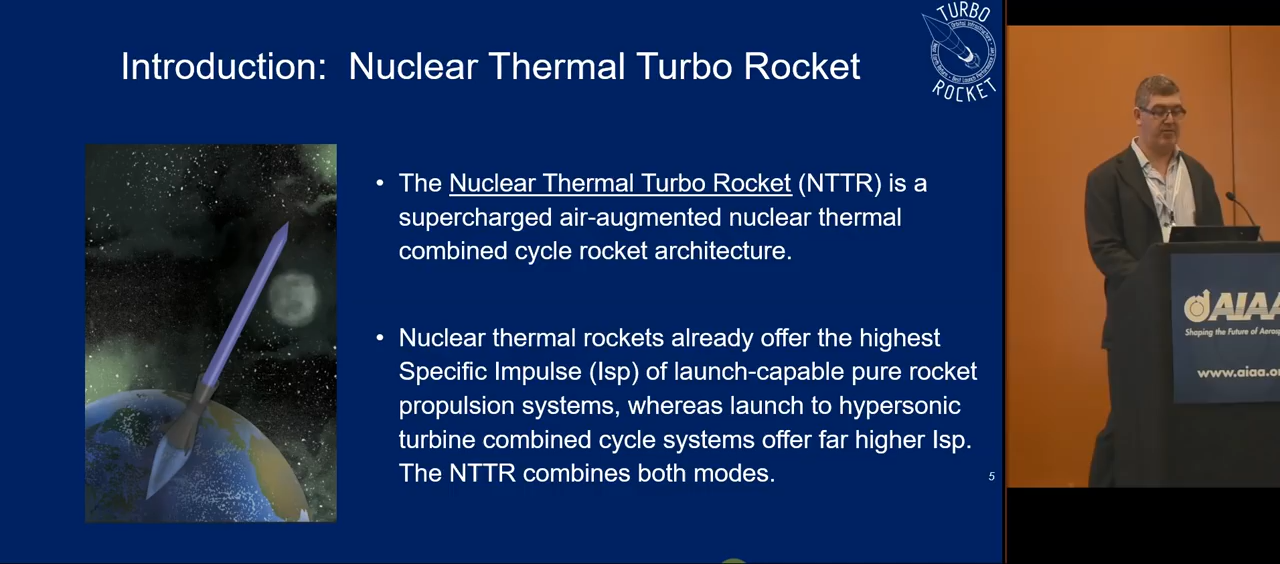 TURBO
ROCKET
Introduction: Nuclear Thermal Turbo Rocket
• The Nuclear Thermal Turbo Rocket (NTTR) is a
supercharged air-augmented nuclear thermal
combined cycle rocket architecture.
• Nuclear thermal rockets already offer the highest
Specific Impulse (Isp) of launch-capable pure rocket
propulsion systems, whereas launch to hypersonic
turbine combined cycle systems offer far higher Isp.
The NTTR combines both modes.
5
AIAA
Shaping the Future of Aerosp
www.aiaa.or